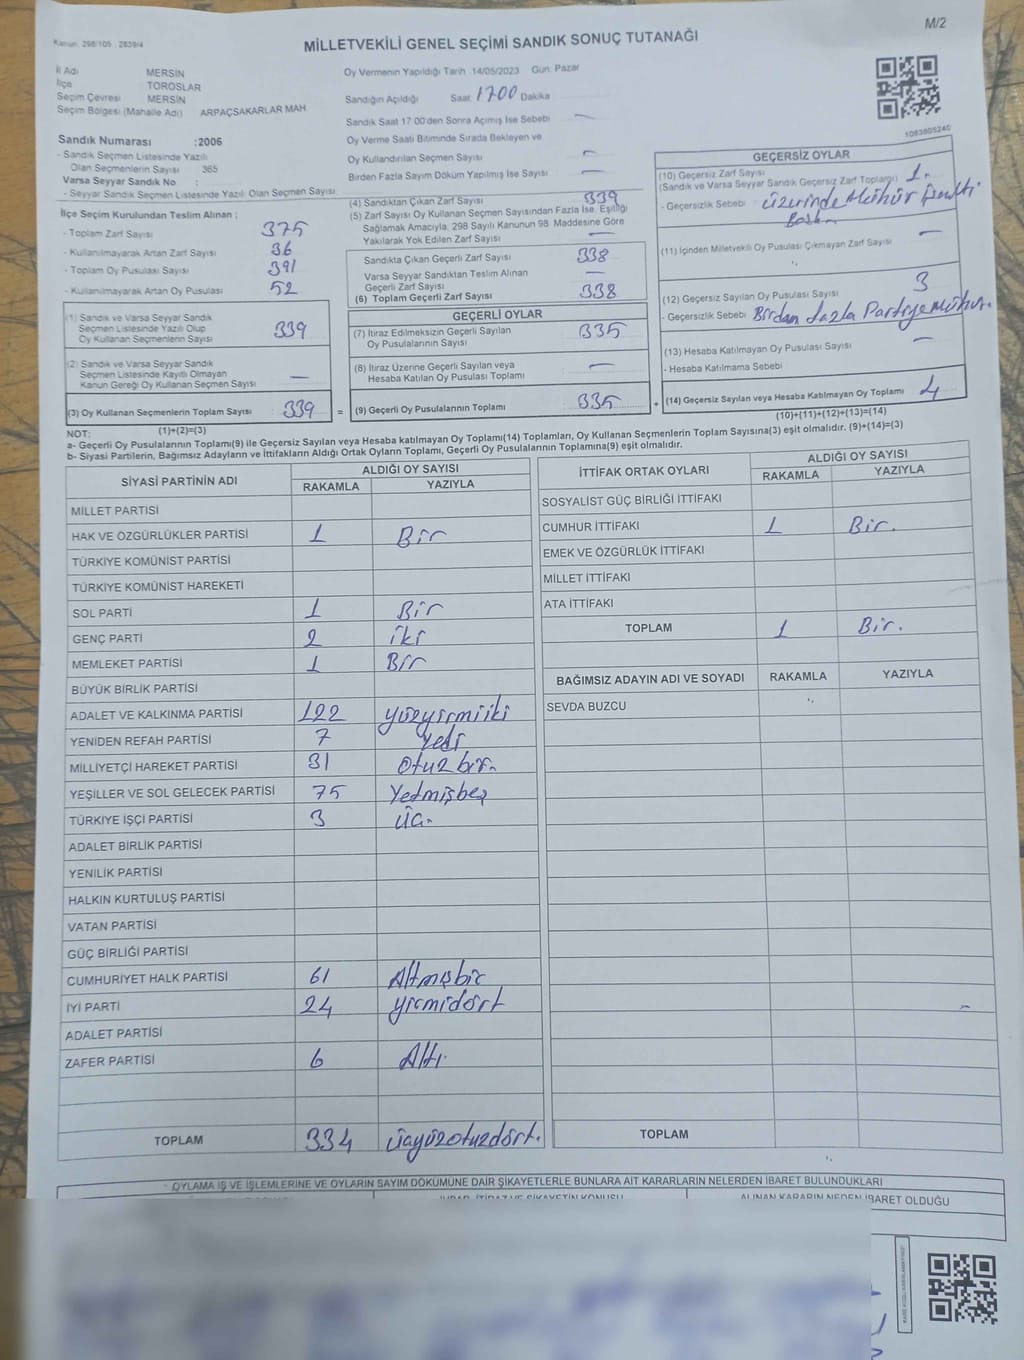 M/2
Kanun: 298/105 ; 2839/4
MİLLETVEKİLİ GENEL SEÇİMİ SANDIK SONUÇ TUTANAĞI
İl Adı MERSİN
İlçe TOROSLAR
Seçim Çevresi MERSİN
Seçim Bölgesi (Mahalle Adı) ARPAÇSAKARLAR MAH
Sandık Numarası :2006
- Sandık Seçmen Listesinde Yazılı
Olan Seçmenlerin Sayısı 365
Varsa Seyyar Sandık No :
- Seyyar Sandık Seçmen Listesinde Yazılı Olan Seçmen Sayısı
Oy Vermenin Yapıldığı Tarih :14/05/2023 Gün: Pazar
Sandığın Açıldığı Saat: 1700 Dakika
Sandık Saat 17:00'den Sonra Açılmış İse Sebebi —
Oy Verme Saati Bitiminde Sırada Bekleyen ve
Oy Kullandırılan Seçmen Sayısı —
Birden Fazla Sayım Döküm Yapılmış İse Sayısı —
1083605240
İlçe Seçim Kurulundan Teslim Alınan ;
- Toplam Zarf Sayısı 375
- Kullanılmayarak Artan Zarf Sayısı 36
- Toplam Oy Pusulası Sayısı 391
- Kullanılmayarak Artan Oy Pusulası 52
(4) Sandıktan Çıkan Zarf Sayısı 339
(5) Zarf Sayısı Oy Kullanan Seçmen Sayısından Fazla İse, Eşitliği
Sağlamak Amacıyla, 298 Sayılı Kanunun 98. Maddesine Göre
Yakılarak Yok Edilen Zarf Sayısı —
Sandıkta Çıkan Geçerli Zarf Sayısı 338
Varsa Seyyar Sandıktan Teslim Alınan
Geçerli Zarf Sayısı —
(6) Toplam Geçerli Zarf Sayısı 338
GEÇERSİZ OYLAR
(10) Geçersiz Zarf Sayısı
(Sandık ve Varsa Seyyar Sandık Geçersiz Zarf Toplamı) 1.
- Geçersizlik Sebebi : üzerinde Mühür
(11) İçinden Milletvekili Oy Pusulası Çıkmayan Zarf Sayısı —
(12) Geçersiz Sayılan Oy Pusulası Sayısı 3
- Geçersizlik Sebebi Birden fazla Partiye Mühür.
(13) Hesaba Katılmayan Oy Pusulası Sayısı —
- Hesaba Katılmama Sebebi
(14) Geçersiz Sayılan veya Hesaba Katılmayan Oy Toplamı 4
(10)+(11)+(12)+(13)=(14)
(1) Sandık ve Varsa Seyyar Sandık
Seçmen Listesinde Yazılı Olup
Oy Kullanan Seçmenlerin Sayısı 339
(2) Sandık ve Varsa Seyyar Sandık
Seçmen Listesinde Kayıtlı Olmayan
Kanun Gereği Oy Kullanan Seçmen Sayısı —
(3) Oy Kullanan Seçmenlerin Toplam Sayısı 339 =
(1)+(2)=(3)
GEÇERLİ OYLAR
(7) İtiraz Edilmeksizin Geçerli Sayılan
Oy Pusulalarının Sayısı 335
(8) İtiraz Üzerine Geçerli Sayılan veya
Hesaba Katılan Oy Pusulası Toplamı —
(9) Geçerli Oy Pusulalarının Toplamı 335 +
NOT:
a- Geçerli Oy Pusulalarının Toplamı(9) ile Geçersiz Sayılan veya Hesaba katılmayan Oy Toplamı(14) Toplamları, Oy Kullanan Seçmenlerin Toplam Sayısına(3) eşit olmalıdır. (9)+(14)=(3)
b- Siyasi Partilerin, Bağımsız Adayların ve İttifakların Aldığı Ortak Oyların Toplamı, Geçerli Oy Pusulalarının Toplamına(9) eşit olmalıdır.
SİYASİ PARTİNİN ADI ALDIĞI OY SAYISI
RAKAMLA YAZIYLA
MİLLET PARTİSİ
HAK VE ÖZGÜRLÜKLER PARTİSİ 1 Bir
TÜRKİYE KOMÜNİST PARTİSİ
TÜRKİYE KOMÜNİST HAREKETİ
SOL PARTİ 1 Bir
GENÇ PARTİ 2 iki
MEMLEKET PARTİSİ 1 Bir
BÜYÜK BİRLİK PARTİSİ
ADALET VE KALKINMA PARTİSİ 122 yüzyirmiiki
YENİDEN REFAH PARTİSİ 7 Yedi
MİLLİYETÇİ HAREKET PARTİSİ 31 Otuzbir.
YEŞİLLER VE SOL GELECEK PARTİSİ 75 Yetmişbeş
TÜRKİYE İŞÇİ PARTİSİ 3 üç.
ADALET BİRLİK PARTİSİ
YENİLİK PARTİSİ
HALKIN KURTULUŞ PARTİSİ
VATAN PARTİSİ
GÜÇ BİRLİĞİ PARTİSİ
CUMHURİYET HALK PARTİSİ 61 Altmışbir
İYİ PARTİ 24 yirmidört
ADALET PARTİSİ
ZAFER PARTİSİ 6 Altı.
TOPLAM 334 üçyüzotuzdört.
İTTİFAK ORTAK OYLARI ALDIĞI OY SAYISI
RAKAMLA YAZIYLA
SOSYALİST GÜÇ BİRLİĞİ İTTİFAKI
CUMHUR İTTİFAKI 1 Bir.
EMEK VE ÖZGÜRLÜK İTTİFAKI
MİLLET İTTİFAKI
ATA İTTİFAKI
TOPLAM 1 Bir.
BAĞIMSIZ ADAYIN ADI VE SOYADI RAKAMLA YAZIYLA
SEVDA BUZCU
TOPLAM
OYLAMA İŞ VE İŞLEMLERİNE VE OYLARIN SAYIM DÖKÜMÜNE DAİR ŞİKAYETLERLE BUNLARA AİT KARARLARIN NELERDEN İBARET BULUNDUKLARI
İHBAR, İTİRAZ VE ŞİKAYETİN KONUSU
ALINAN KARARIN NEDEN İBARET OLDUĞU